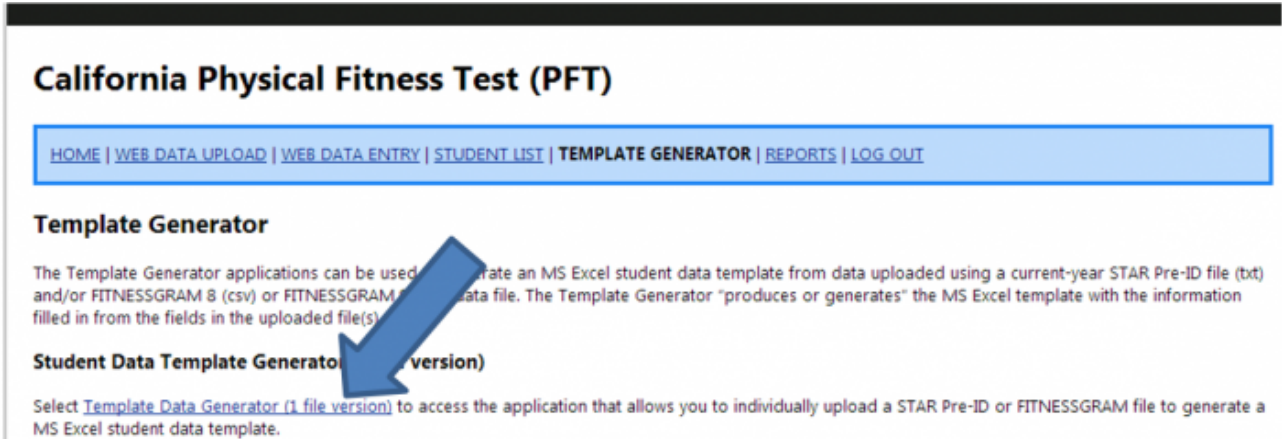 California Physical Fitness Test (PFT)
HOME | WEB DATA UPLOAD | WEB DATA ENTRY | STUDENT LIST | TEMPLATE GENERATOR | REPORTS | LOG OUT
Template Generator
The Template Generator applications can be used rate an MS Excel student data template from data uploaded using a current-year STAR Pre-ID file (txt)
and/or FITNESSGRAM 8 (csv) or FITNESSGRAM ata file. The Template Generator "produces or generates" the MS Excel template with the information
filled in from the fields in the uploaded file(s)
Student Data Template Generato version)
Select Template Data Generator (1 file version) to access the application that allows you to individually upload a STAR Pre-ID or FITNESSGRAM file to generate a
MS Excel student data template.